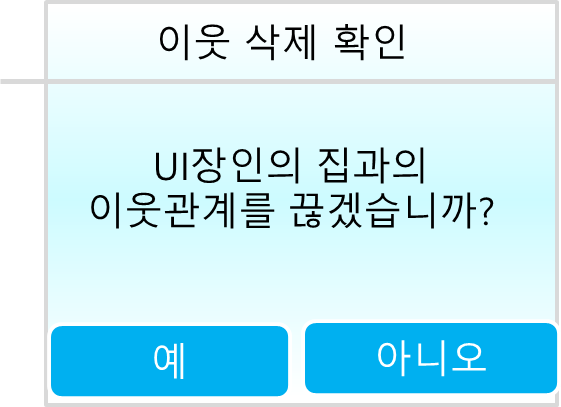 이웃 삭제 확인
UI장인의 집과의
이웃관계를 끊겠습니까?
예
아니오